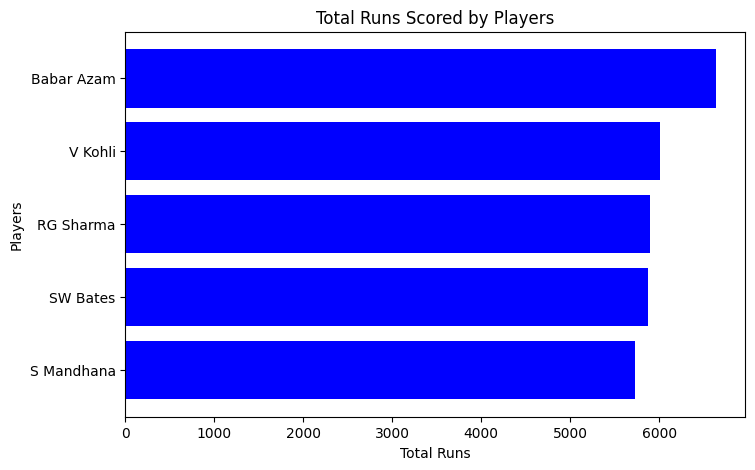 Total Runs Scored by Players
Players
Babar Azam
V Kohli
RG Sharma
SW Bates
S Mandhana
0 1000 2000 3000 4000 5000 6000
Total Runs